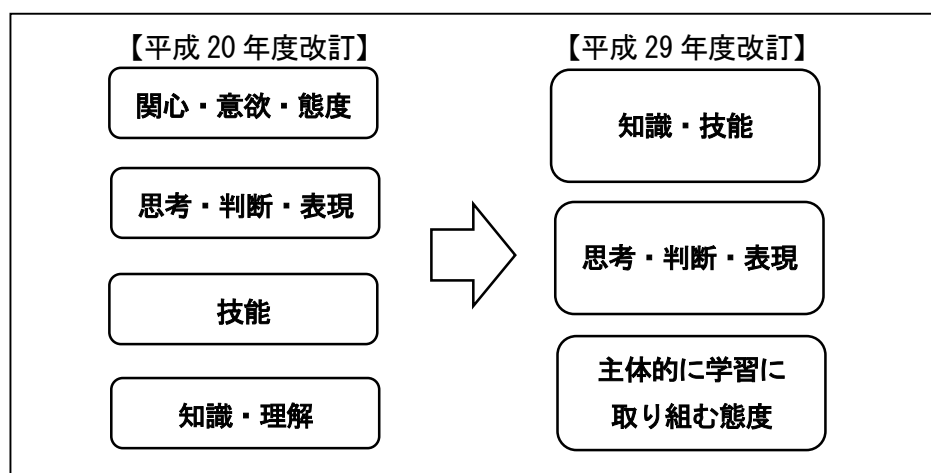 【平成 20 年度改訂】
関心・意欲・態度
思考・判断・表現
技能
知識・理解
【平成 29 年度改訂】
知識・技能
思考・判断・表現
主体的に学習に
取り組む態度